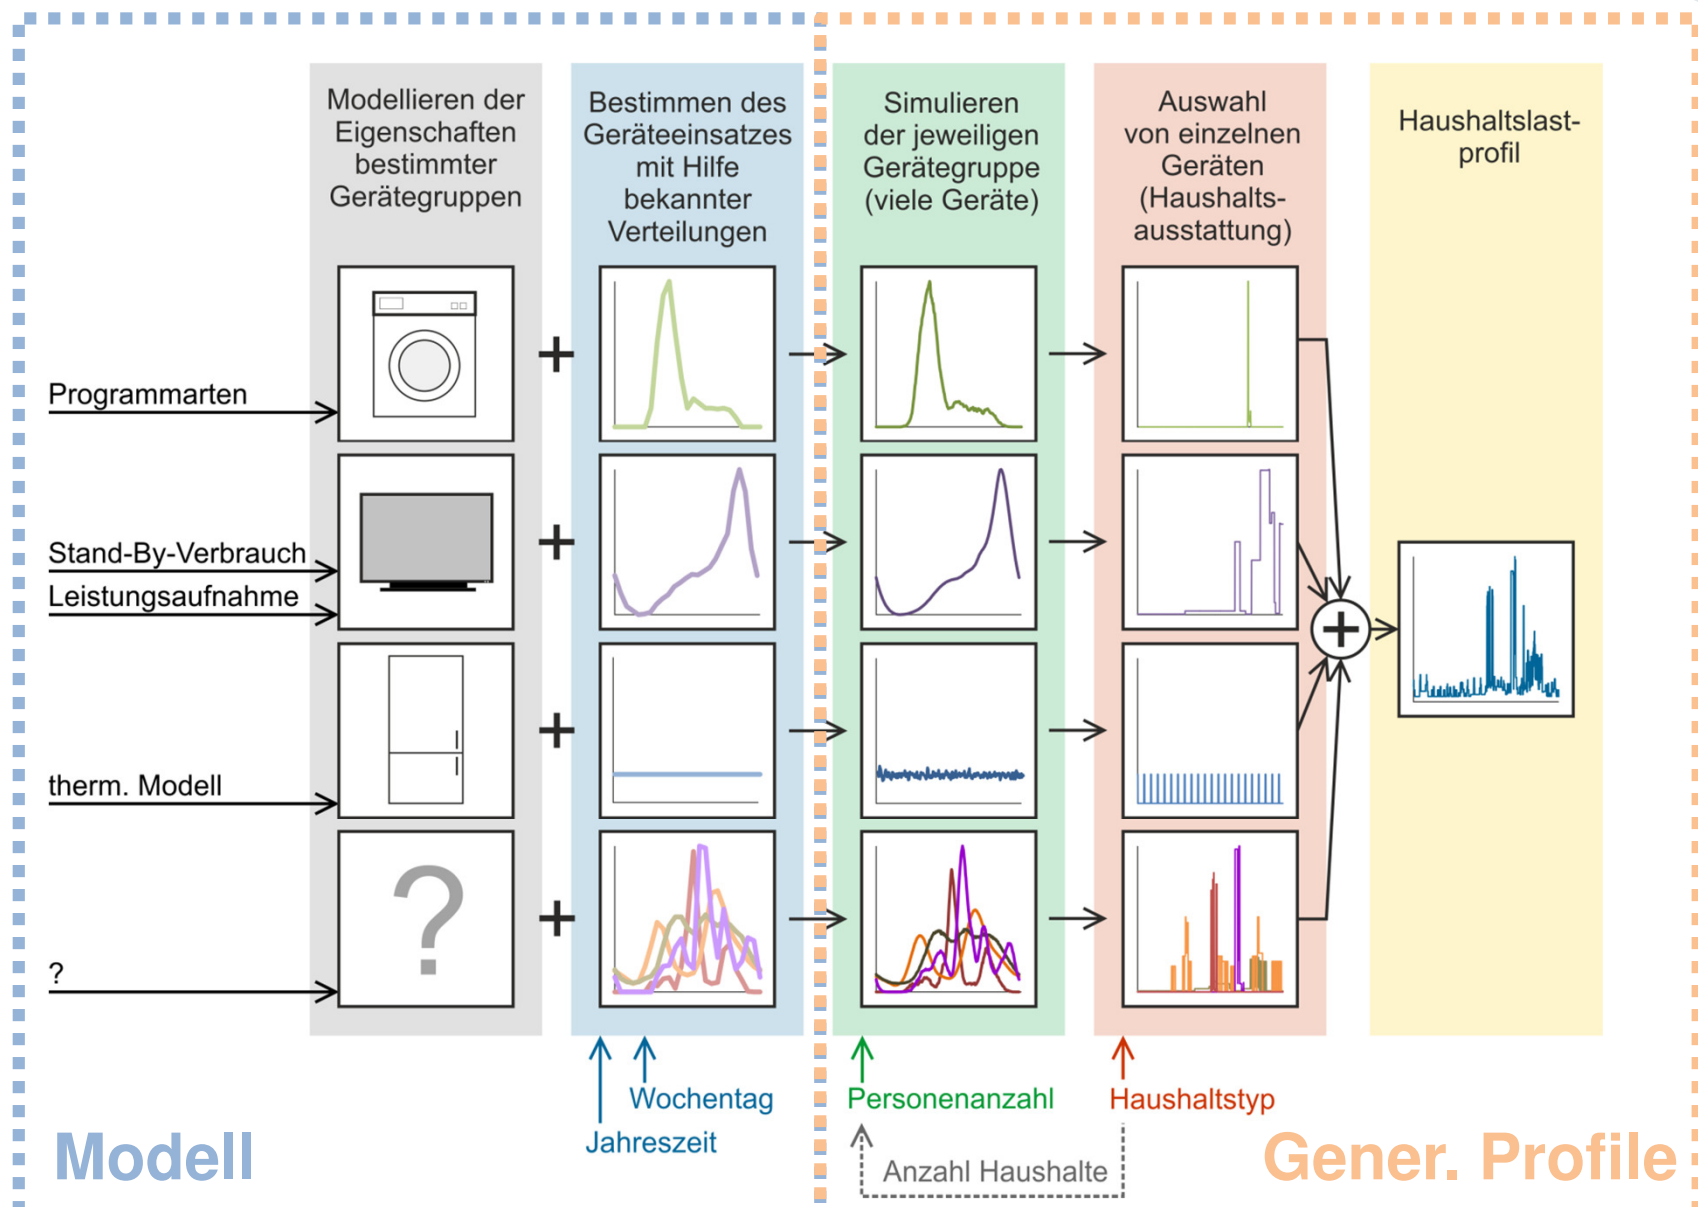 Modellieren der
Eigenschaften
bestimmter
Gerätegruppen
Bestimmen des
Geräteeinsatzes
mit Hilfe
bekannter
Verteilungen
Simulieren
der jeweiligen
Gerätegruppe
(viele Geräte)
Auswahl
von einzelnen
Geräten
(Haushalts-
ausstattung)
Haushaltslast-
profil
Programmarten
Stand-By-Verbrauch
Leistungsaufnahme
therm. Modell
?
?
Wochentag
Jahreszeit
Personenanzahl
Haushaltstyp
Anzahl Haushalte
Modell
Gener. Profile